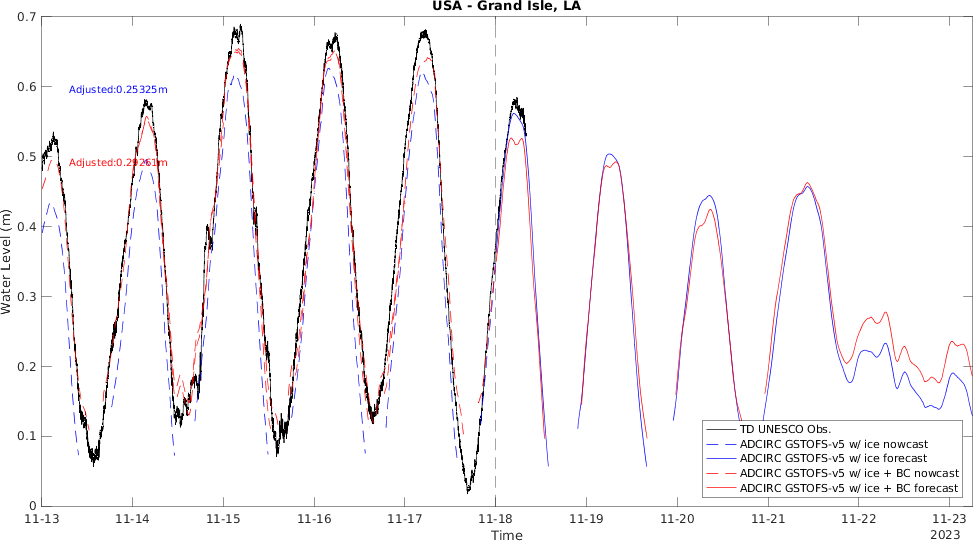 USA - Grand Isle, LA
0.7
0.6
0.5
0.4
0.3
0.2
0.1
0
Water Level (m)
Adjusted:0.25325m
Adjusted:0.29261m
TD UNESCO Obs.
ADCIRC GSTOFS-v5 w/ ice nowcast
ADCIRC GSTOFS-v5 w/ ice forecast
ADCIRC GSTOFS-v5 w/ ice + BC nowcast
ADCIRC GSTOFS-v5 w/ ice + BC forecast
11-13 11-14 11-15 11-16 11-17 11-18 11-19 11-20 11-21 11-22 11-23
2023
Time